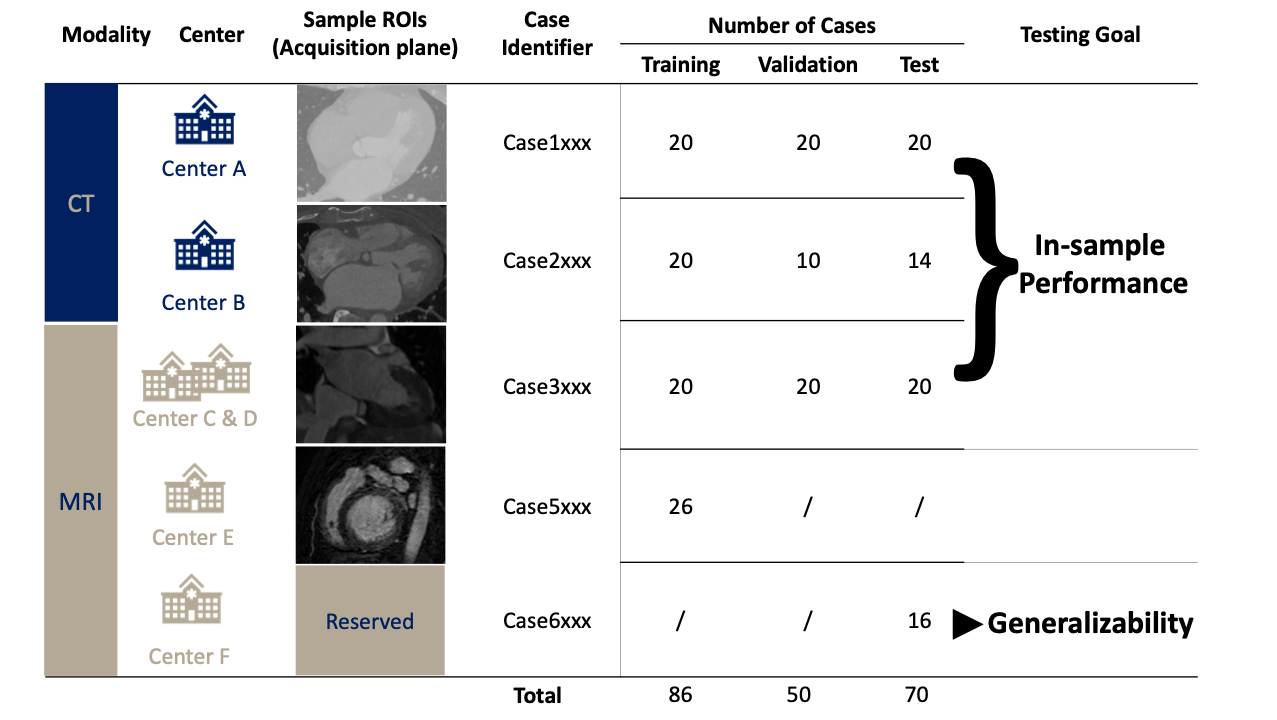 Modality Center Sample ROIs (Acquisition plane) Case Identifier Number of Cases Testing Goal
Training Validation Test
CT
Center A Case1xxx 20 20 20
Center B Case2xxx 20 10 14
In-sample
Performance
MRI
Center C & D Case3xxx 20 20 20
Center E Case5xxx 26 / /
Center F Reserved Case6xxx / / 16 Generalizability
Total 86 50 70